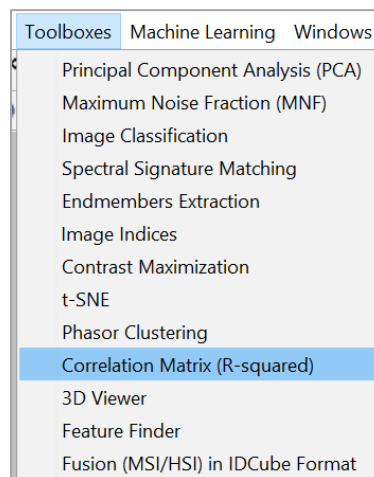 Toolboxes Machine Learning Windows
Principal Component Analysis (PCA)
Maximum Noise Fraction (MNF)
Image Classification
Spectral Signature Matching
Endmembers Extraction
Image Indices
Contrast Maximization
t-SNE
Phasor Clustering
Correlation Matrix (R-squared)
3D Viewer
Feature Finder
Fusion (MSI/HSI) in IDCube Format